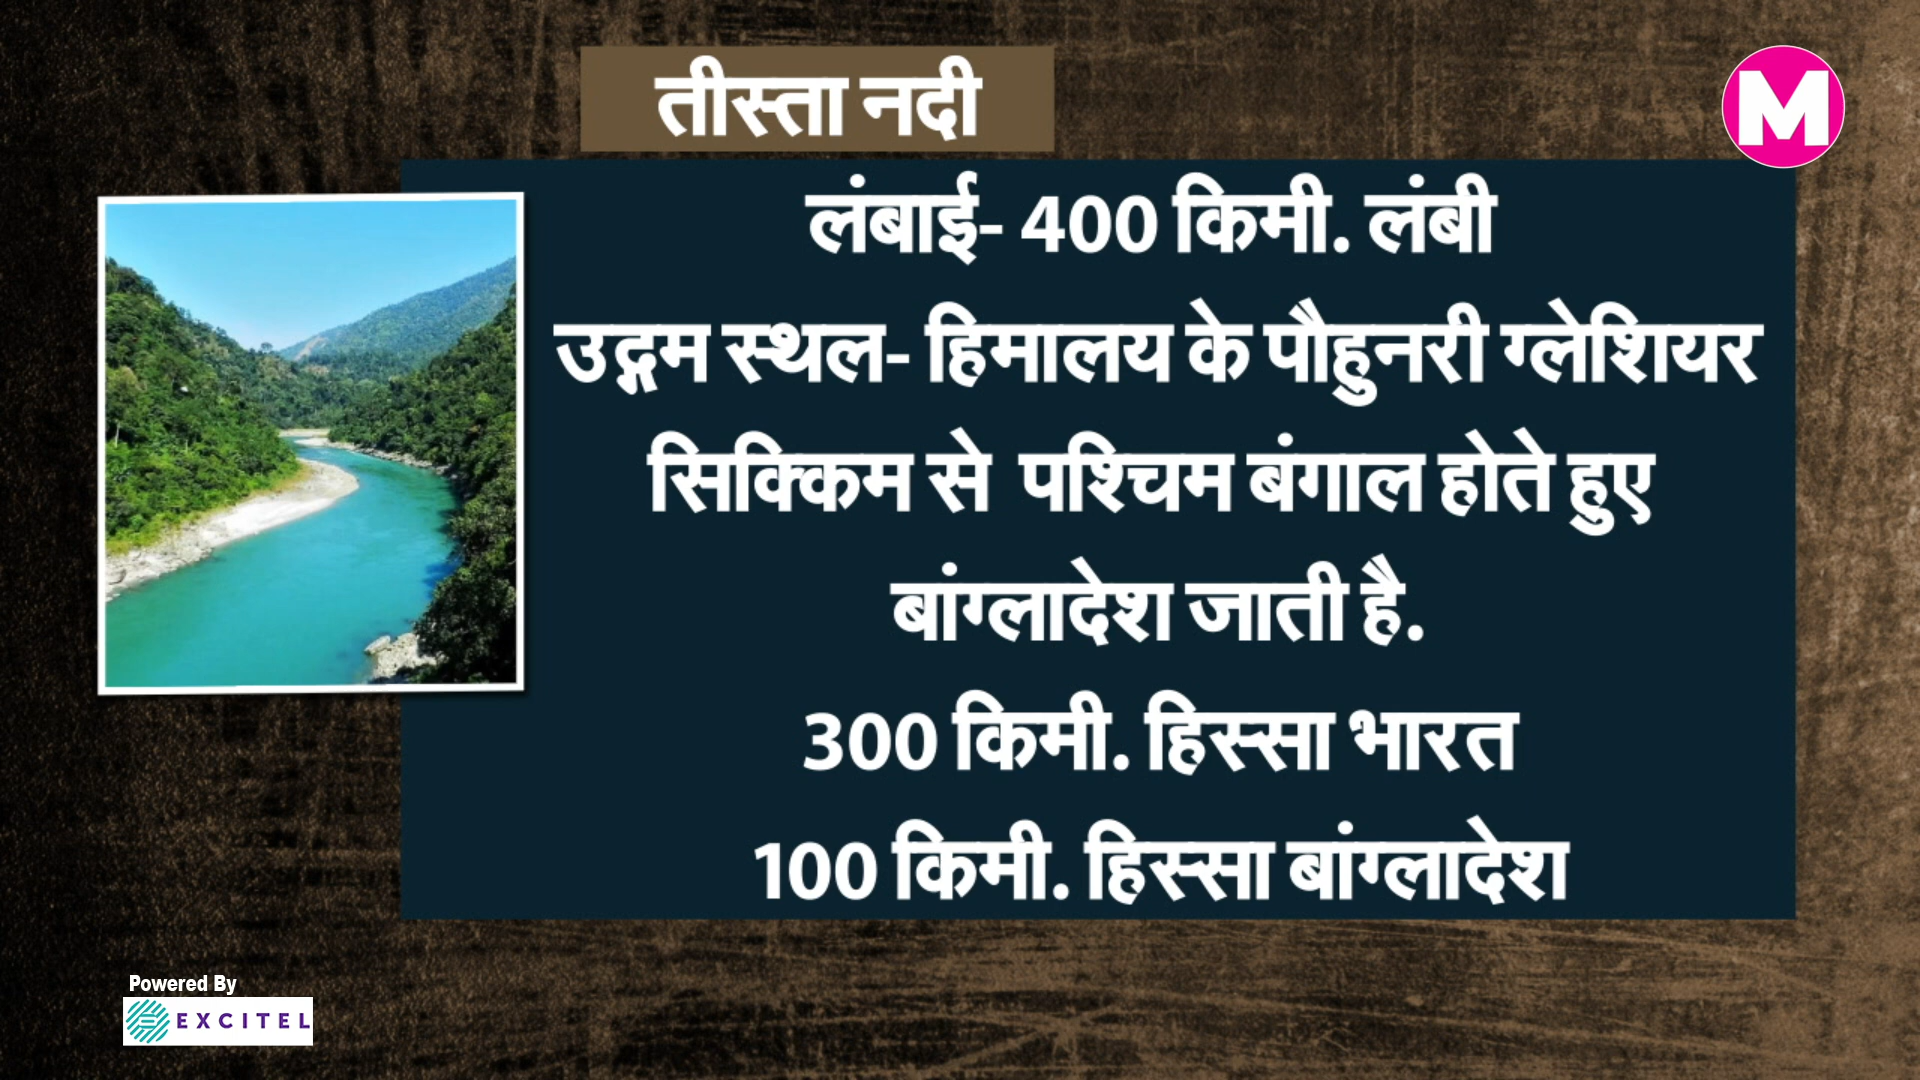 तीस्ता नदी
M
लंबाई- 400 किमी. लंबी
उद्गम स्थल- हिमालय के पौहुनरी ग्लेशियर
सिक्किम से पश्चिम बंगाल होते हुए
बांग्लादेश जाती है.
300 किमी. हिस्सा भारत
100 किमी. हिस्सा बांग्लादेश
Powered By
EXCITEL